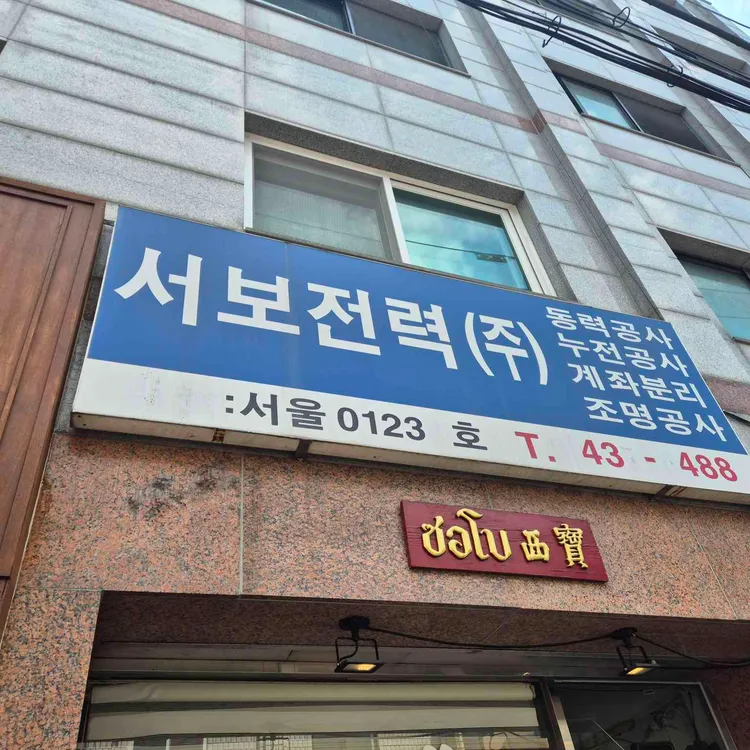 서보전력(주)
동력공사
누전공사
계좌분리
조명공사
:서울 0123 호 T. 43 - 488
ซอโบ 西 寶